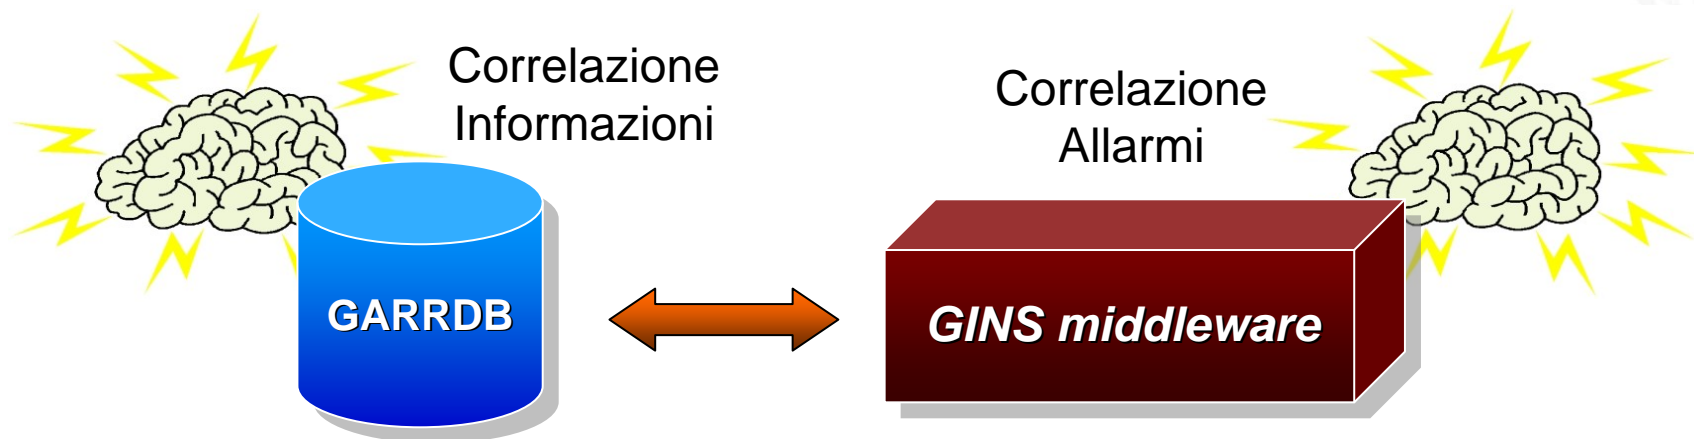 Correlazione
Informazioni
Correlazione
Allarmi
GARRDB
GINS middleware